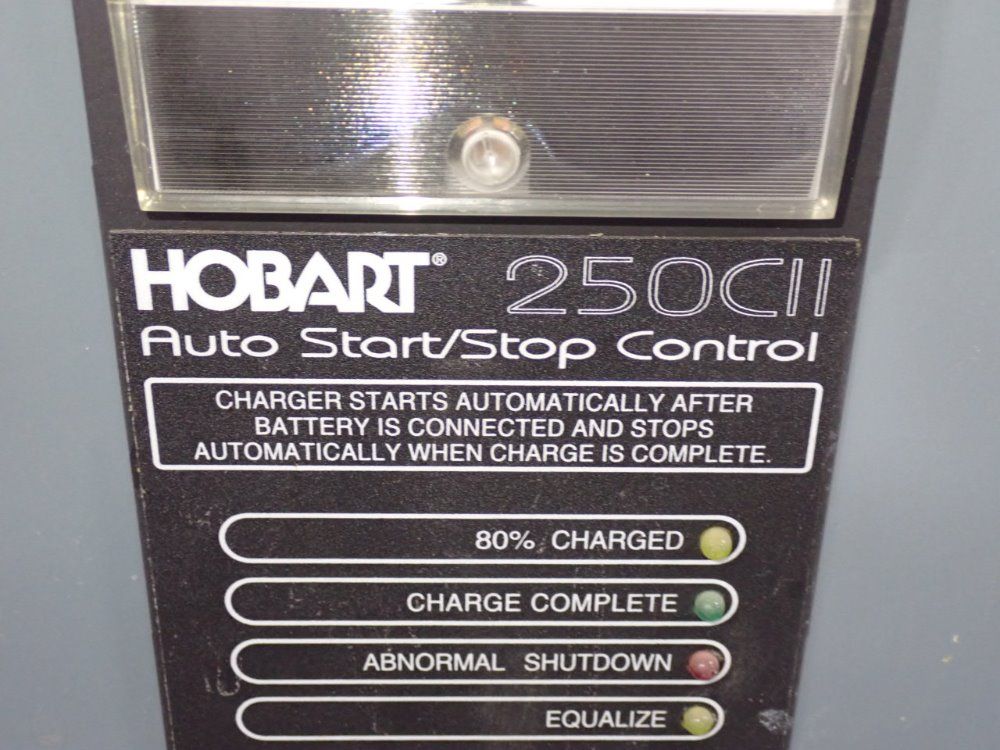 HOBART® 250CII
Auto Start/Stop Control
CHARGER STARTS AUTOMATICALLY AFTER
BATTERY IS CONNECTED AND STOPS
AUTOMATICALLY WHEN CHARGE IS COMPLETE.
80% CHARGED
CHARGE COMPLETE
ABNORMAL SHUTDOWN
EQUALIZE